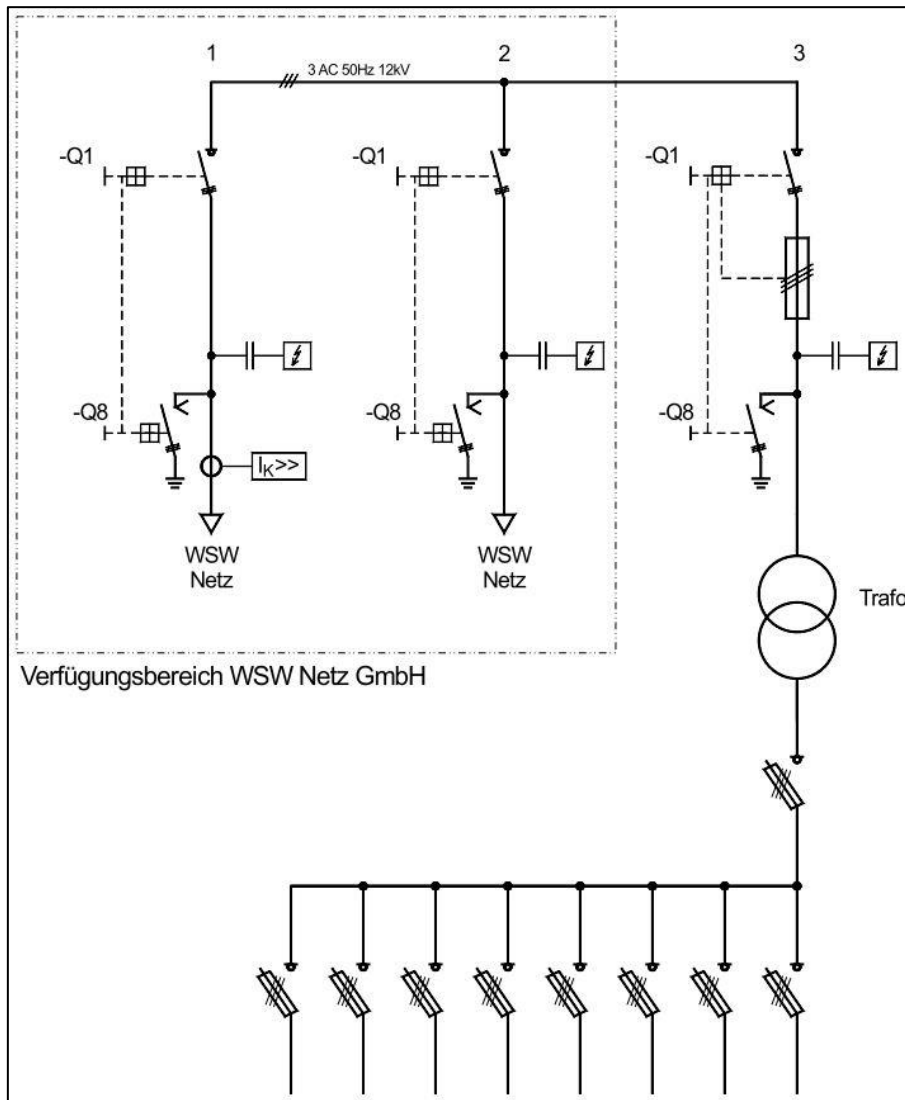 1
2
3
3 AC 50Hz 12kV
-Q1
-Q1
-Q1
-Q8
-Q8
-Q8
I_K>>
WSW
Netz
WSW
Netz
Trafo
Verfügungsbereich WSW Netz GmbH